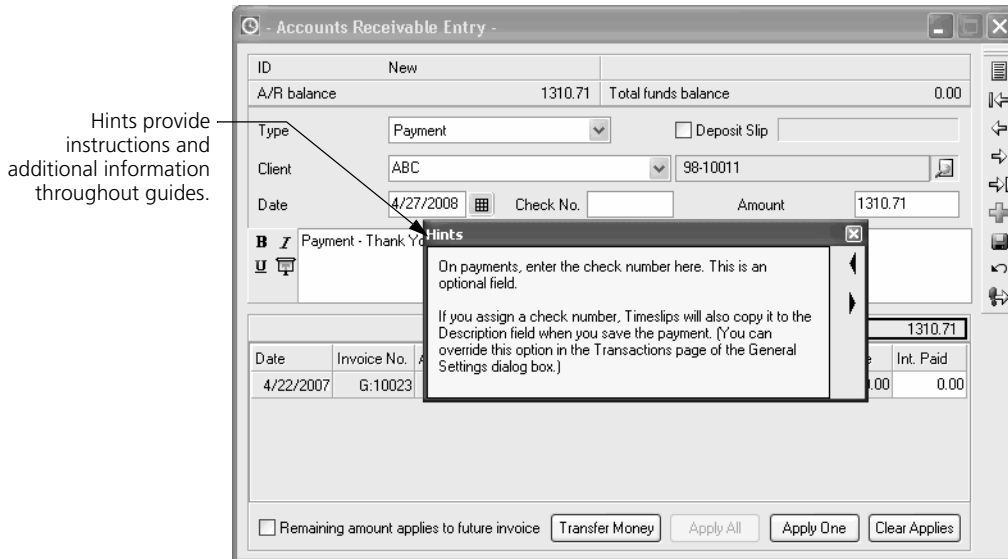 - Accounts Receivable Entry -
ID New
A/R balance 1310.71 Total funds balance 0.00
Hints provide
instructions and
additional information
throughout guides.
Type Payment Deposit Slip
Client ABC 98-10011
Date 4/27/2008 Check No. Amount 1310.71
B I Payment - Thank Yo
U
Hints
On payments, enter the check number here. This is an
optional field.
If you assign a check number, Timeslips will also copy it to the
Description field when you save the payment. (You can
override this option in the Transactions page of the General
Settings dialog box.)
1310.71
Date Invoice No. Int. Paid
4/22/2007 G:10023 .00 0.00
Remaining amount applies to future invoice Transfer Money Apply All Apply One Clear Applies